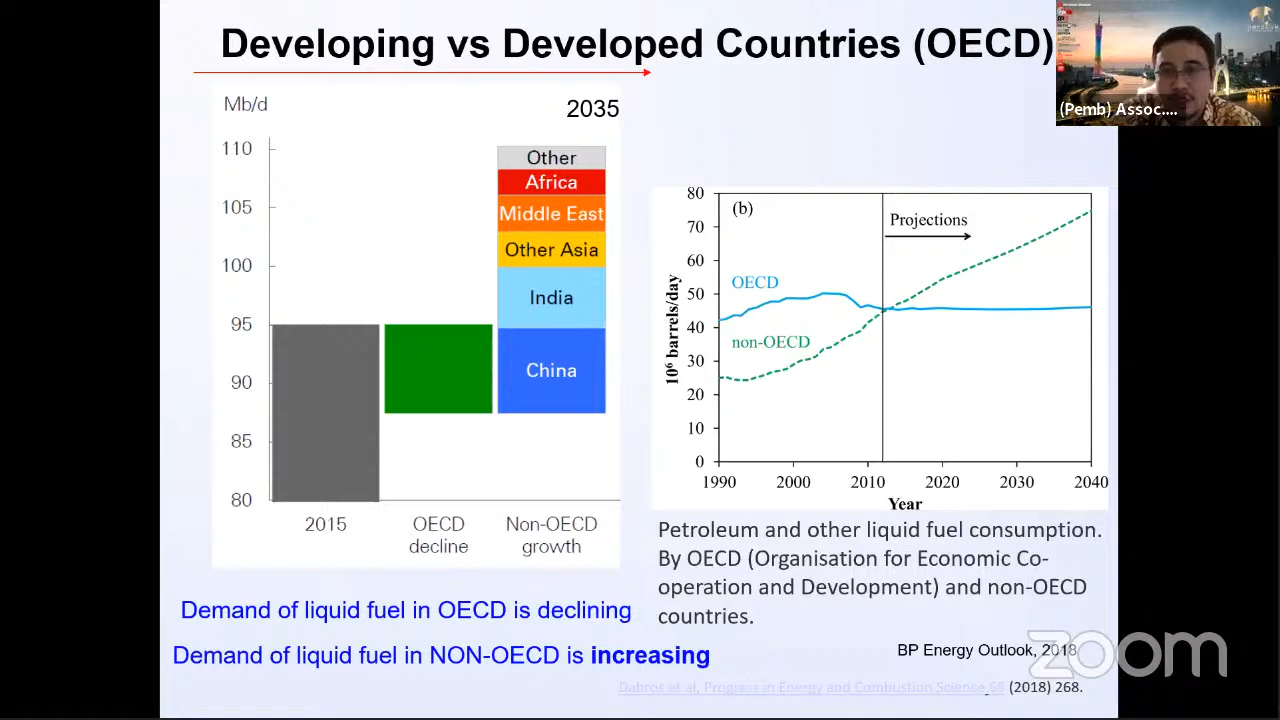 Developing vs Developed Countries (OECD)
(Pemb) Assoc....
Mb/d
2035
110
105
100
95
90
85
80
Other
Africa
Middle East
Other Asia
India
China
2015
OECD
decline
Non-OECD
growth
80
70
60
50
40
30
20
10
0
10⁶ barrels/day
(b)
Projections
OECD
non-OECD
1990
2000
2010
2020
2030
2040
Year
Petroleum and other liquid fuel consumption.
By OECD (Organisation for Economic Co-
operation and Development) and non-OECD
countries.
Demand of liquid fuel in OECD is declining
Demand of liquid fuel in NON-OECD is increasing
BP Energy Outlook, 2018
zoom
Dabros et al, Progress in Energy and Combustion Science 68 (2018) 268.